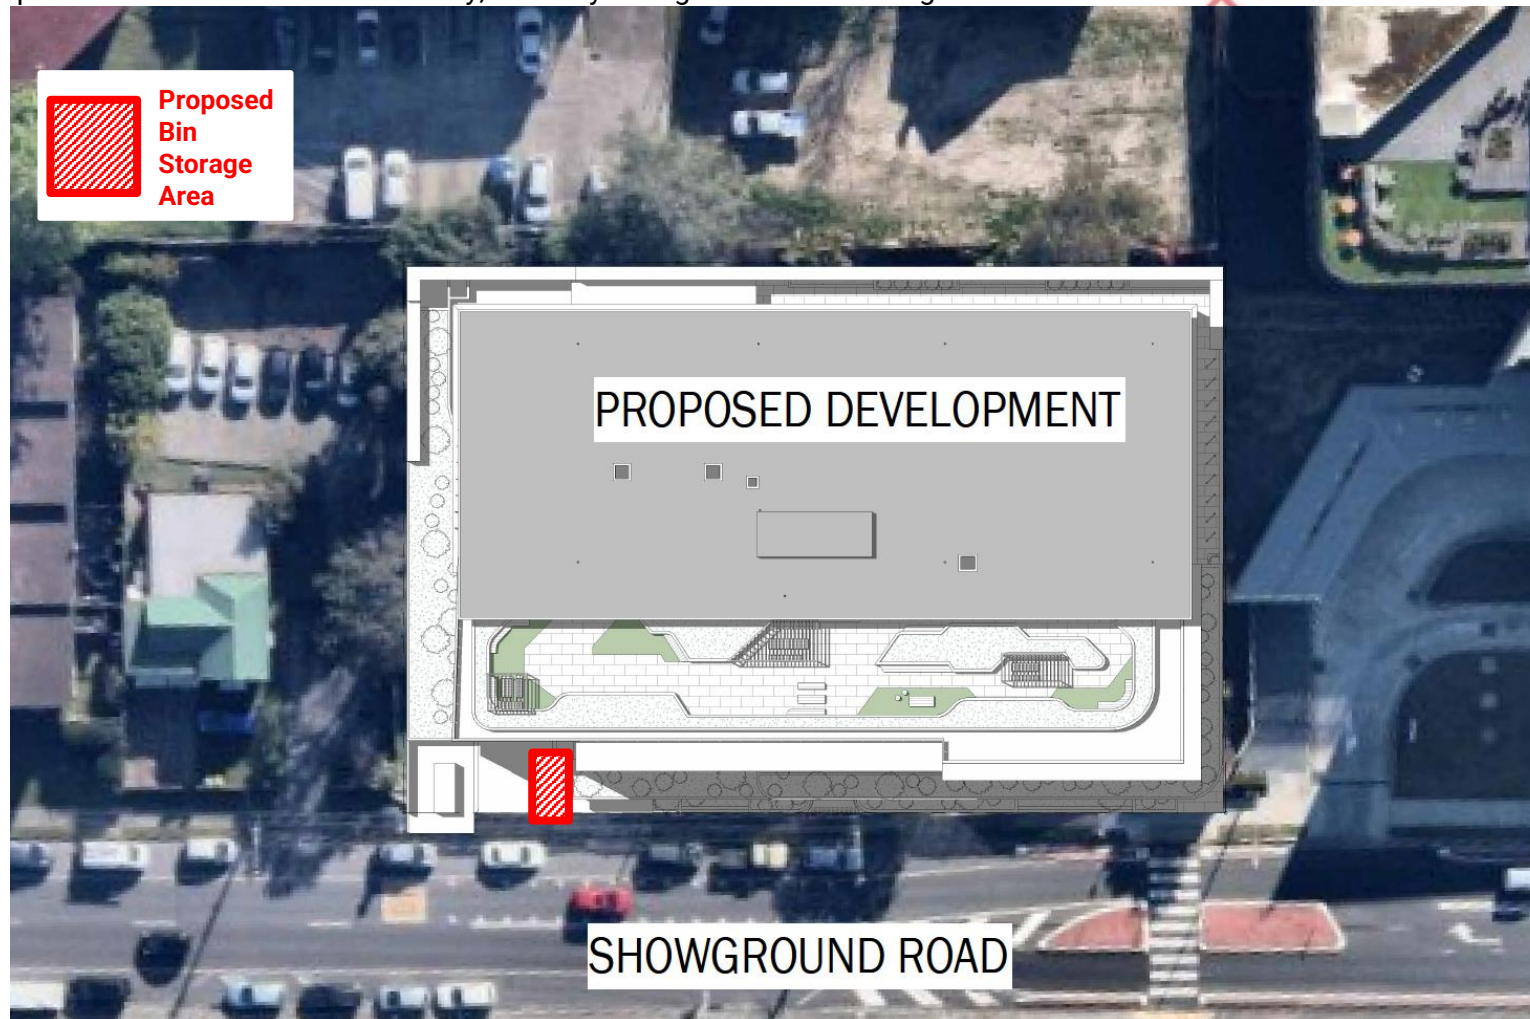 Proposed
Bin
Storage
Area
PROPOSED DEVELOPMENT
SHOWGROUND ROAD